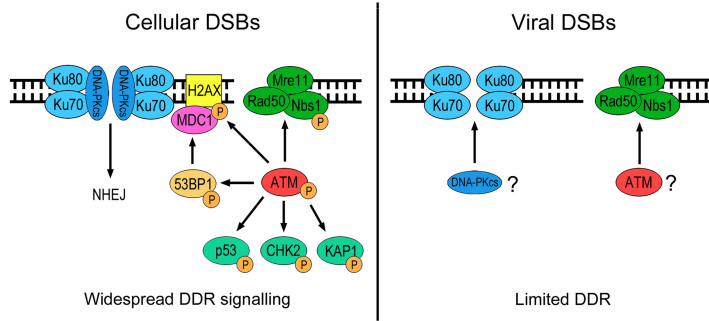 Cellular DSBs
Viral DSBs
Ku80
DNA-PKcs
DNA-PKcs
Ku80
Ku70
Ku70
H2AX
P
MDC1
Mre11
Rad50
Nbs1
P
Ku80
Ku80
Ku70
Ku70
Mre11
Rad50
Nbs1
NHEJ
53BP1
P
ATM
P
DNA-PKcs ?
ATM ?
p53
P
CHK2
P
KAP1
P
Widespread DDR signalling
Limited DDR